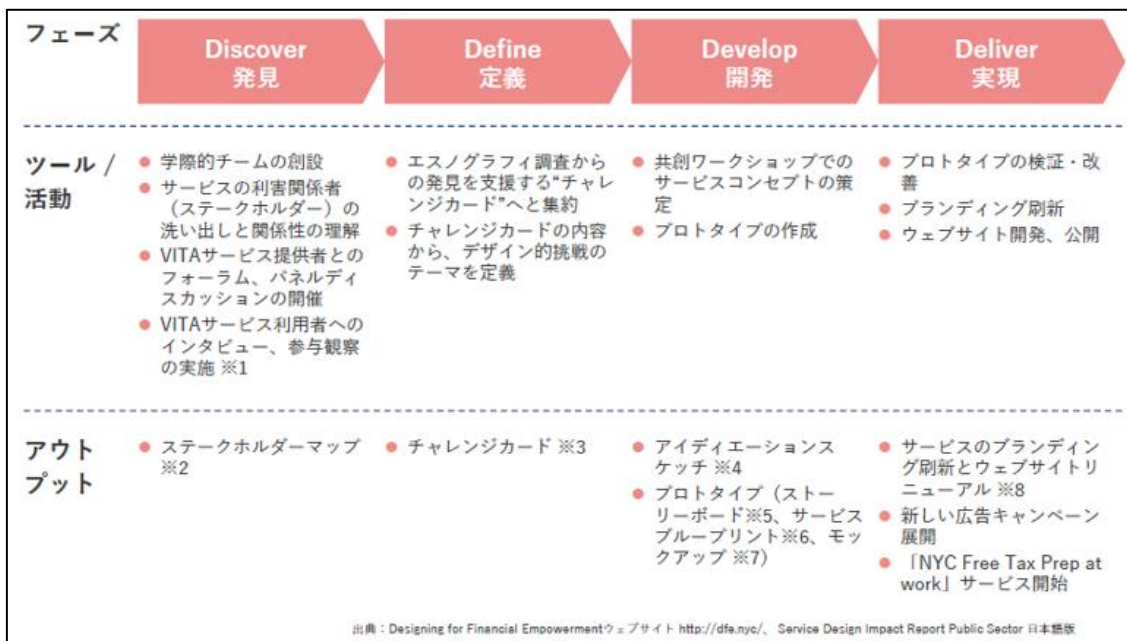 フェーズ
Discover
発見
Define
定義
Develop
開発
Deliver
実現
ツール /
活動
● 学際的チームの創設
● サービスの利害関係者
（ステークホルダー）の
洗い出しと関係性の理解
● VITAサービス提供者との
フォーラム、パネルディ
スカッションの開催
● VITAサービス利用者への
インタビュー、参与観察
の実施 ※1
● エスノグラフィ調査から
の発見を支援する“チャレ
ンジカード”へと集約
● チャレンジカードの内容
から、デザイン的挑戦の
テーマを定義
● 共創ワークショップでの
サービスコンセプトの策
定
● プロトタイプの作成
● プロトタイプの検証・改
善
● ブランディング刷新
● ウェブサイト開発、公開
アウト
プット
● ステークホルダーマップ
※2
● チャレンジカード ※3
● アイディエーションス
ケッチ ※4
● プロトタイプ（ストー
リーボード※5、サービス
ブループリント※6、モッ
クアップ ※7）
● サービスのブランディン
グ刷新とウェブサイトリ
ニューアル ※8
● 新しい広告キャンペーン
展開
● 「NYC Free Tax Prep at
work」サービス開始
出典：Designing for Financial Empowermentウェブサイト http://dfe.nyc/、 Service Design Impact Report Public Sector 日本語版